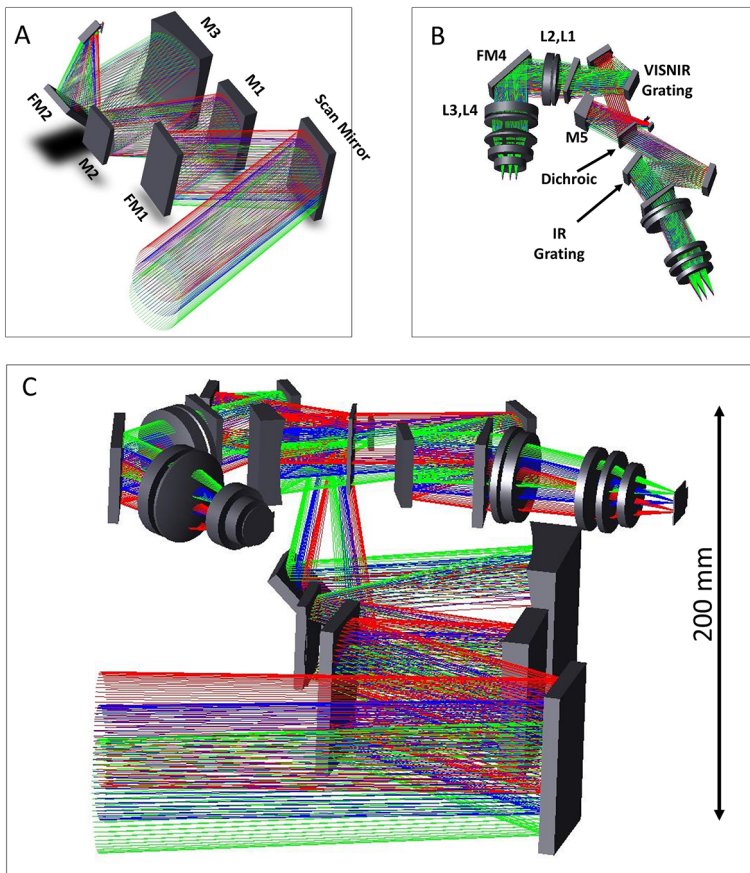 A
M3
M1
Scan Mirror
FM2
M2
FM1
B
L2,L1
FM4
VISNIR
Grating
L3,L4
M5
Dichroic
IR
Grating
C
200 mm